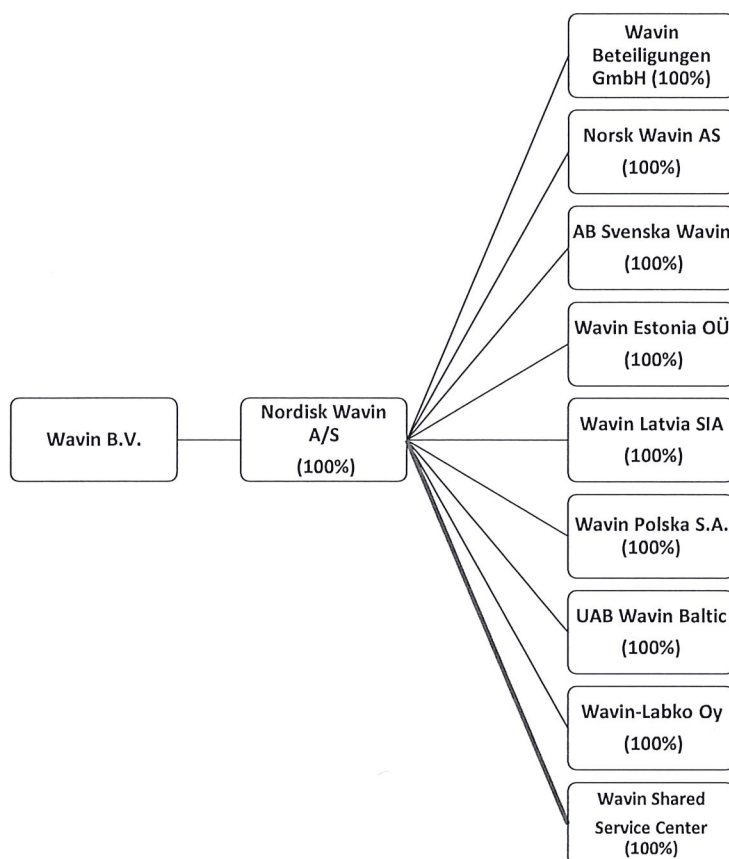 Wavin
Beteiligungen
GmbH (100%)
Norsk Wavin AS
(100%)
AB Svenska Wavin
(100%)
Wavin Estonia OÜ
(100%)
Wavin B.V.
Nordisk Wavin
A/S
(100%)
Wavin Latvia SIA
(100%)
Wavin Polska S.A.
(100%)
UAB Wavin Baltic
(100%)
Wavin-Labko Oy
(100%)
Wavin Shared
Service Center
(100%)